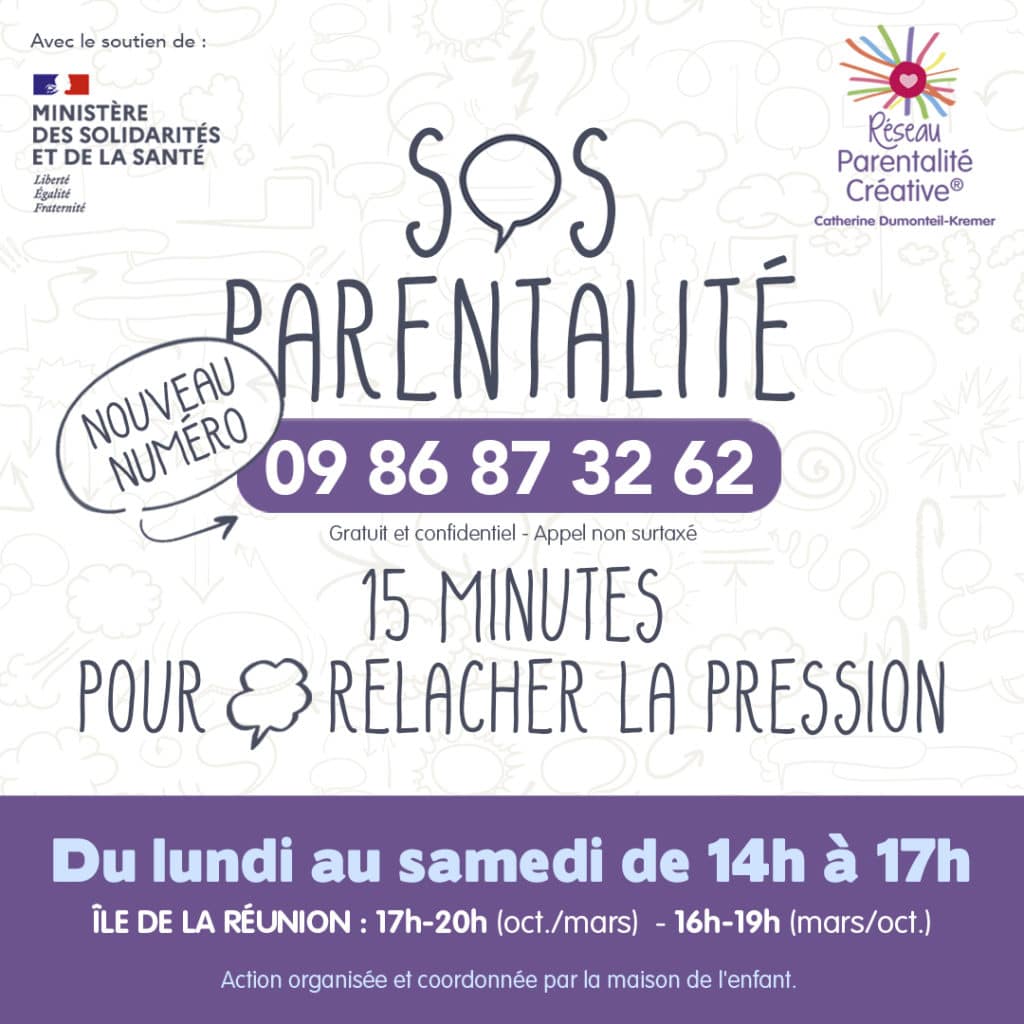 Avec le soutien de :
MINISTÈRE
DES SOLIDARITÉS
ET DE LA SANTÉ
Liberté
Égalité
Fraternité
Réseau
Parentalité
Créative®
Catherine Dumonteil-Kremer
SOS
PARENTALITÉ
NOUVEAU
NUMÉRO
09 86 87 32 62
Gratuit et confidentiel - Appel non surtaxé
15 MINUTES
POUR RELACHER LA PRESSION
Du lundi au samedi de 14h à 17h
ÎLE DE LA RÉUNION : 17h-20h (oct./mars) - 16h-19h (mars/oct.)
Action organisée et coordonnée par la maison de l'enfant.